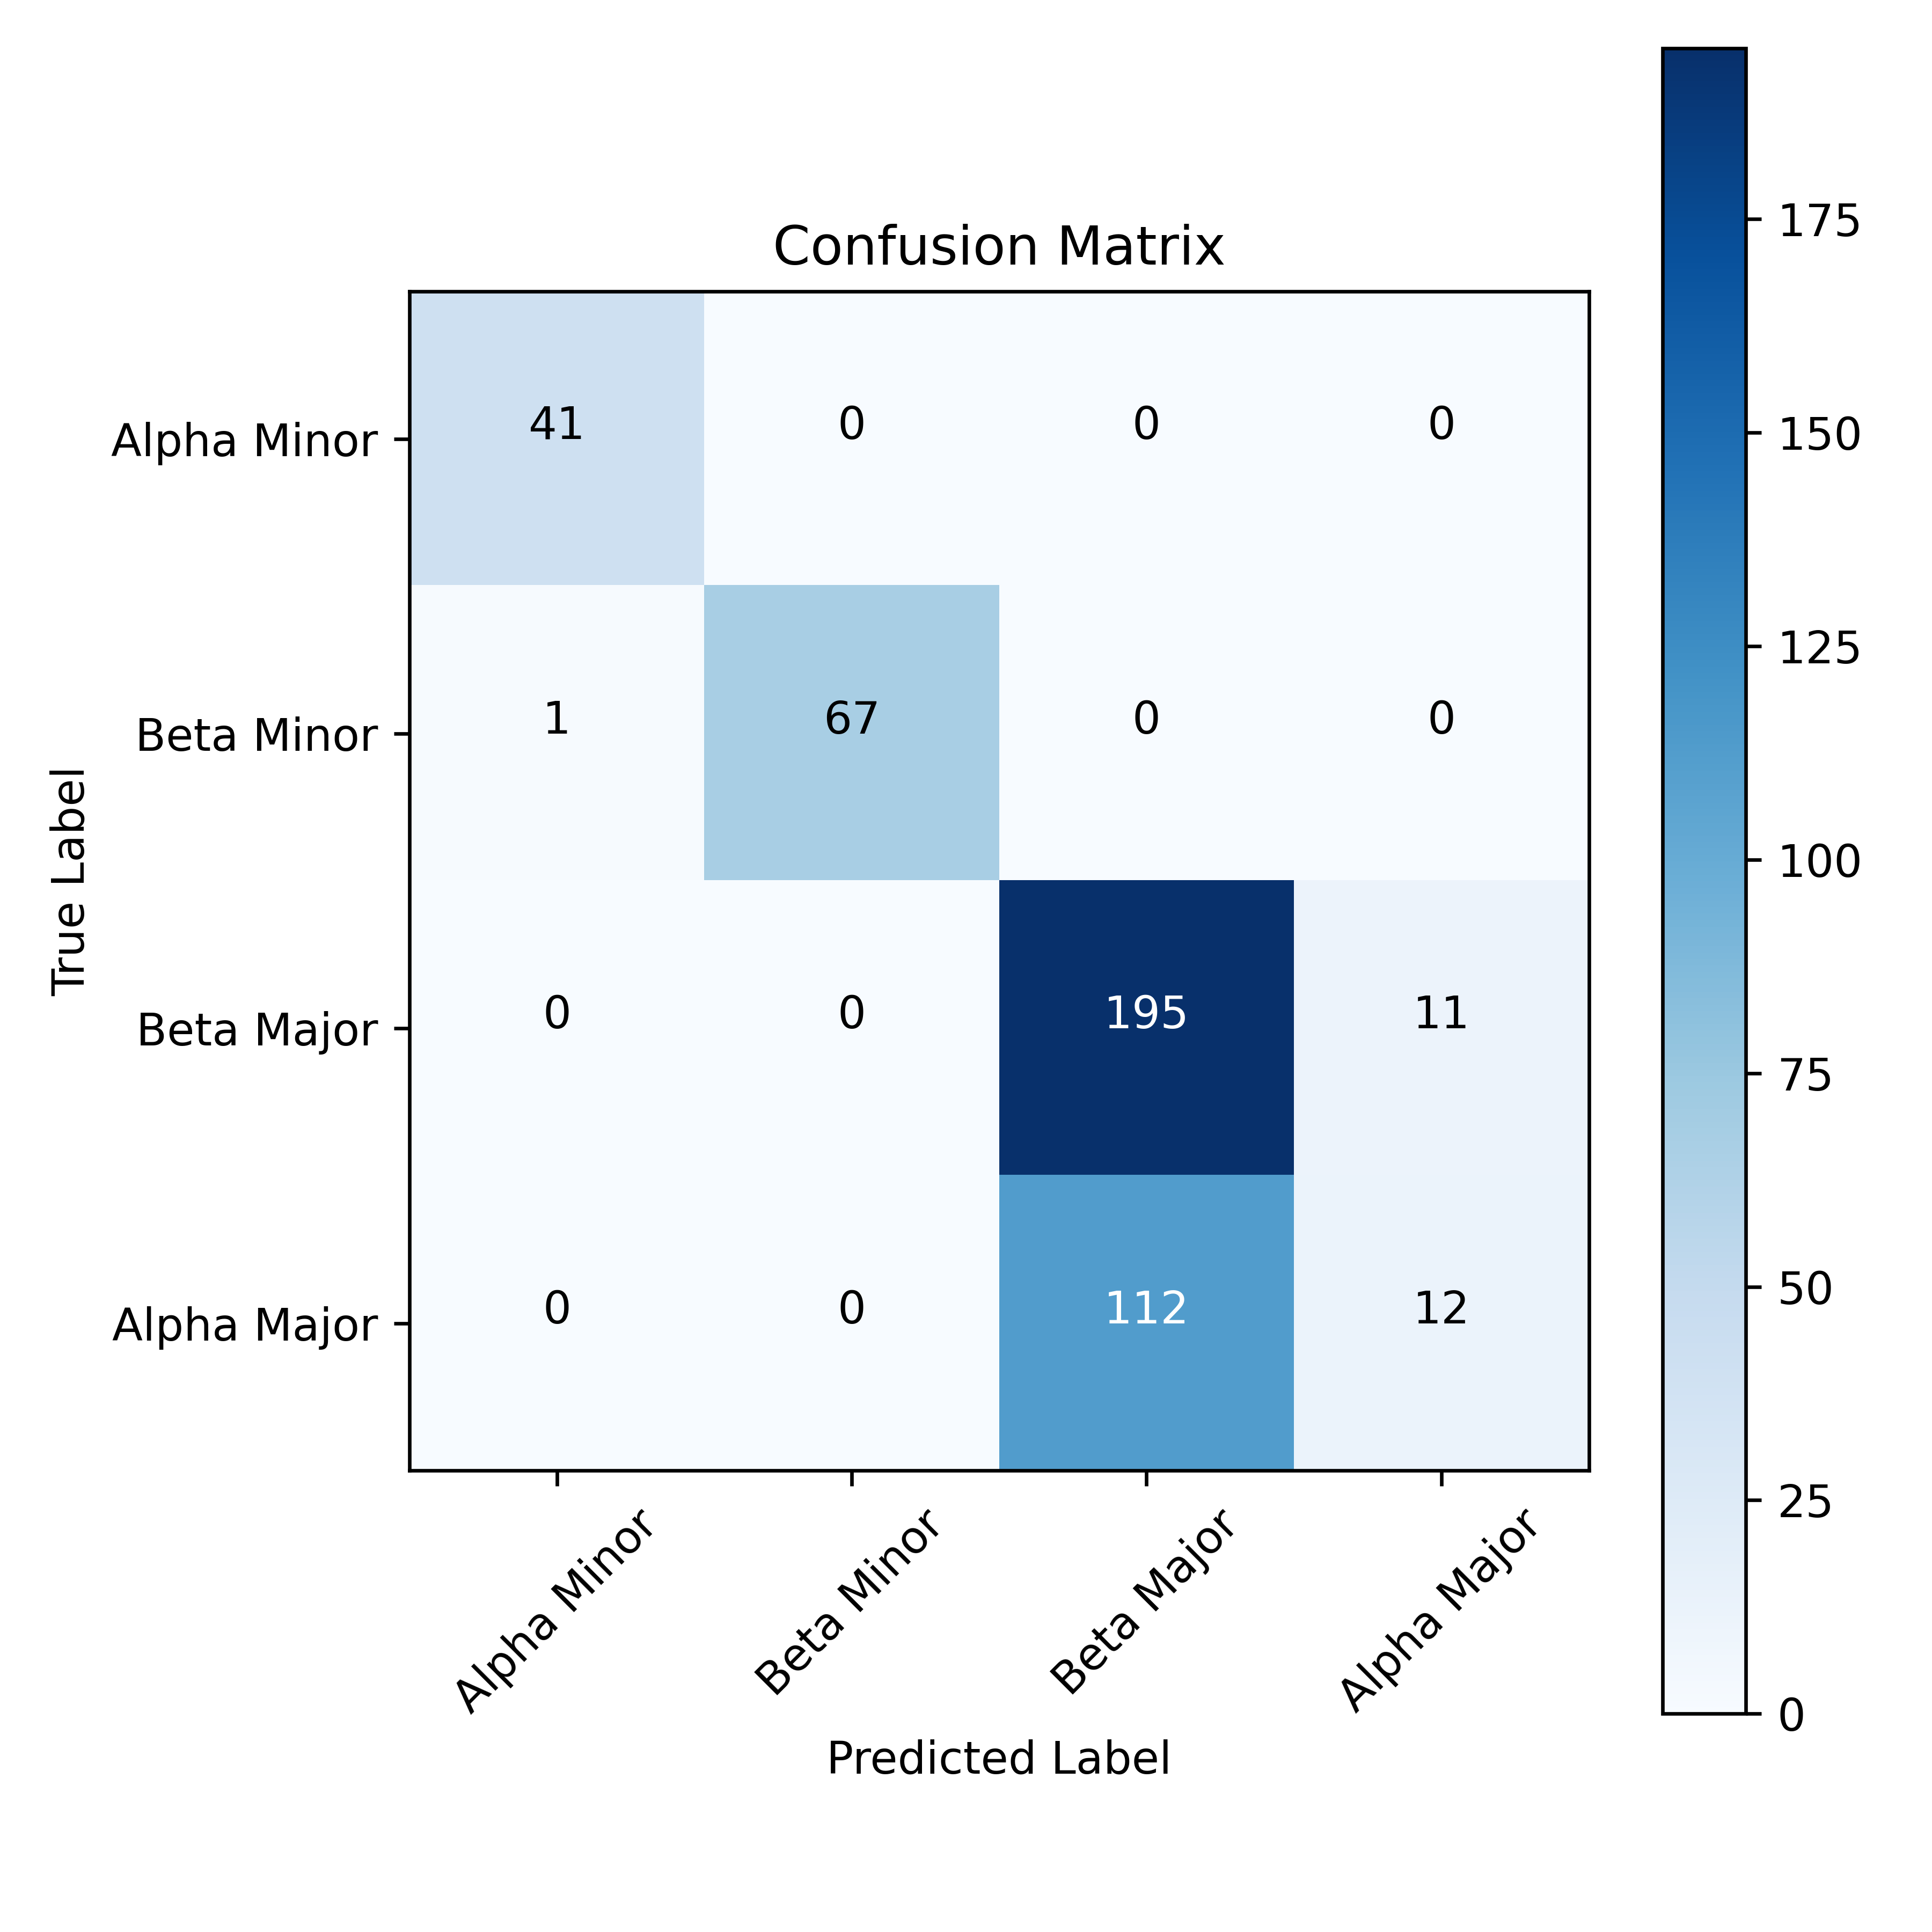 Confusion Matrix
True Label
Alpha Minor 41 0 0 0
Beta Minor 1 67 0 0
Beta Major 0 0 195 11
Alpha Major 0 0 112 12
Alpha Minor Beta Minor Beta Major Alpha Major
Predicted Label
175
150
125
100
75
50
25
0